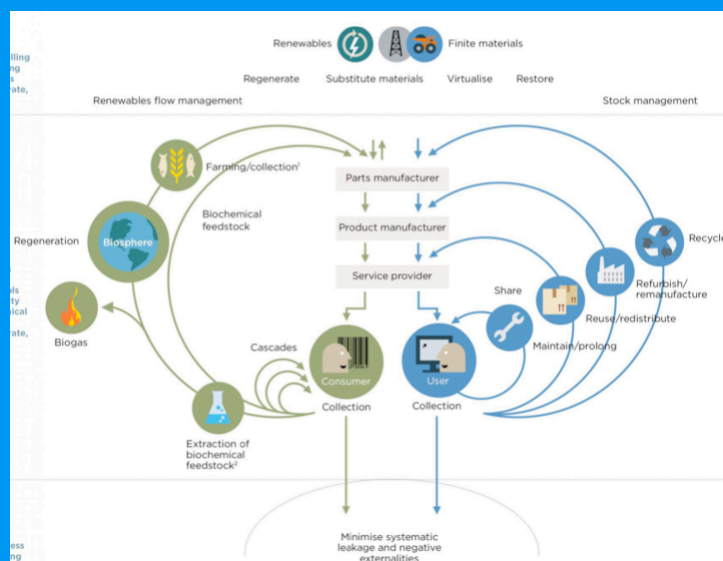 Renewables
Finite materials
Regenerate
Substitute materials
Virtualise
Restore
Renewables flow management
Stock management
Farming/collection¹
Parts manufacturer
Biochemical
feedstock
Product manufacturer
Regeneration
Biosphere
Recycle
Service provider
Share
Refurbish/
remanufacture
Reuse/redistribute
Biogas
Cascades
Maintain/prolong
Consumer
User
Collection
Collection
Extraction of
biochemical
feedstock²
Minimise systematic
leakage and negative
externalities